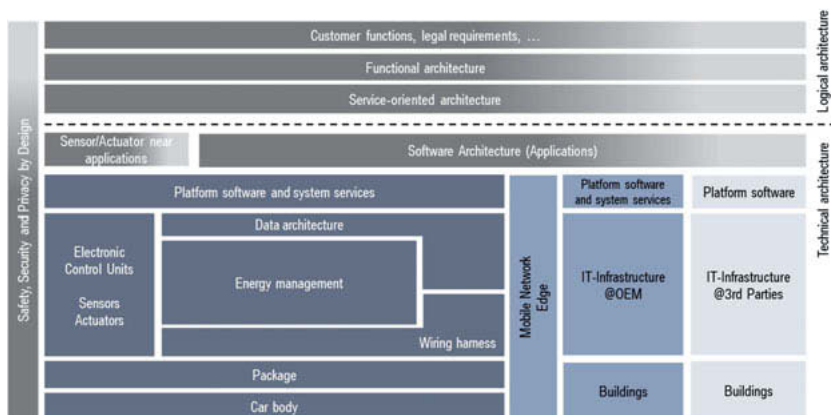 Customer functions, legal requirements, ...
Functional architecture
Service-oriented architecture
Logical architecture
Safety, Security and Privacy by Design
Sensor/Actuator near
applications
Software Architecture (Applications)
Technical architecture
Platform software and system services
Data architecture
Electronic
Control Units
Sensors
Actuators
Energy management
Wiring harness
Package
Car body
Mobile Network
Edge
Platform software
and system services
IT-Infrastructure
@OEM
Buildings
Platform software
IT-Infrastructure
@3rd Parties
Buildings